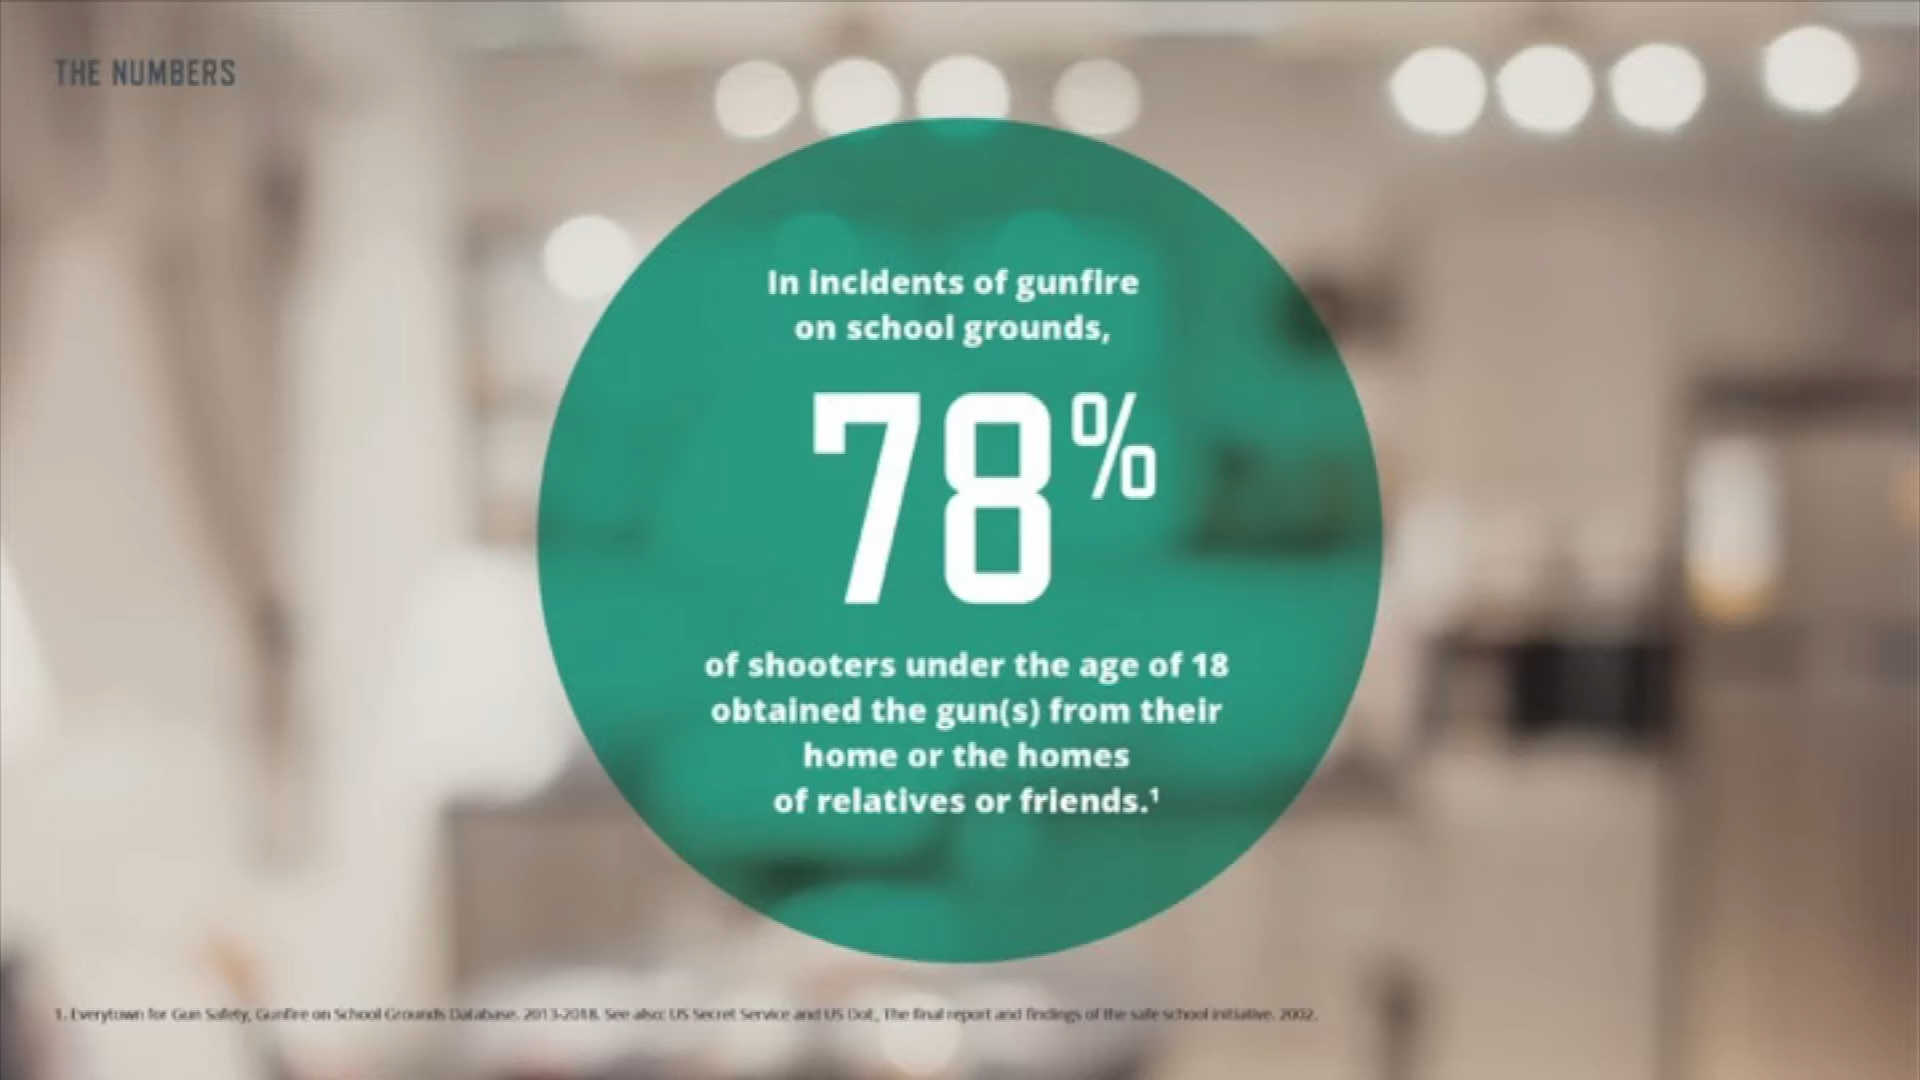 THE NUMBERS
In incidents of gunfire
on school grounds,
78%
of shooters under the age of 18
obtained the gun(s) from their
home or the homes
of relatives or friends.¹
1. Everytown for Gun Safety, Gunfire on School Grounds Database. 2013-2018. See also: US Secret Service and US DoE, The final report and findings of the safe school initiative. 2002.